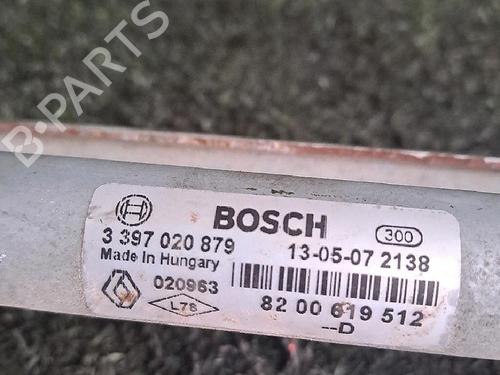 B-PARTS
BOSCH
300
3 397 020 879
13-05-07 2138
Made In Hungary
020963
L76
82 00 619 512
--D